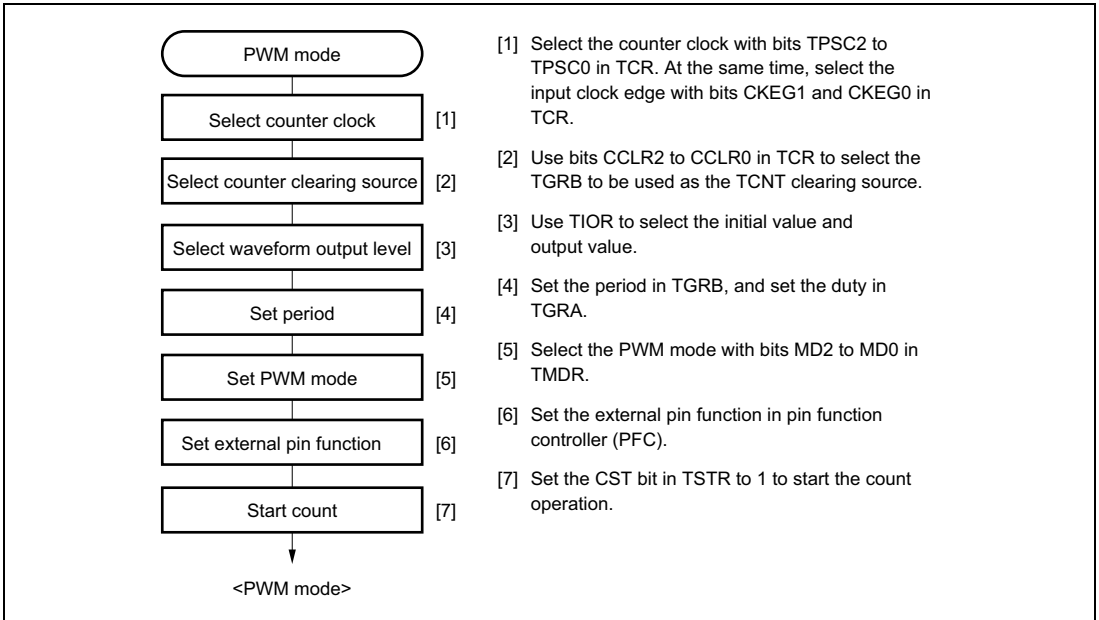 PWM mode
Select counter clock [1]
Select counter clearing source [2]
Select waveform output level [3]
Set period [4]
Set PWM mode [5]
Set external pin function [6]
Start count [7]
<PWM mode>
[1] Select the counter clock with bits TPSC2 to
TPSC0 in TCR. At the same time, select the
input clock edge with bits CKEG1 and CKEG0 in
TCR.
[2] Use bits CCLR2 to CCLR0 in TCR to select the
TGRB to be used as the TCNT clearing source.
[3] Use TIOR to select the initial value and
output value.
[4] Set the period in TGRB, and set the duty in
TGRA.
[5] Select the PWM mode with bits MD2 to MD0 in
TMDR.
[6] Set the external pin function in pin function
controller (PFC).
[7] Set the CST bit in TSTR to 1 to start the count
operation.